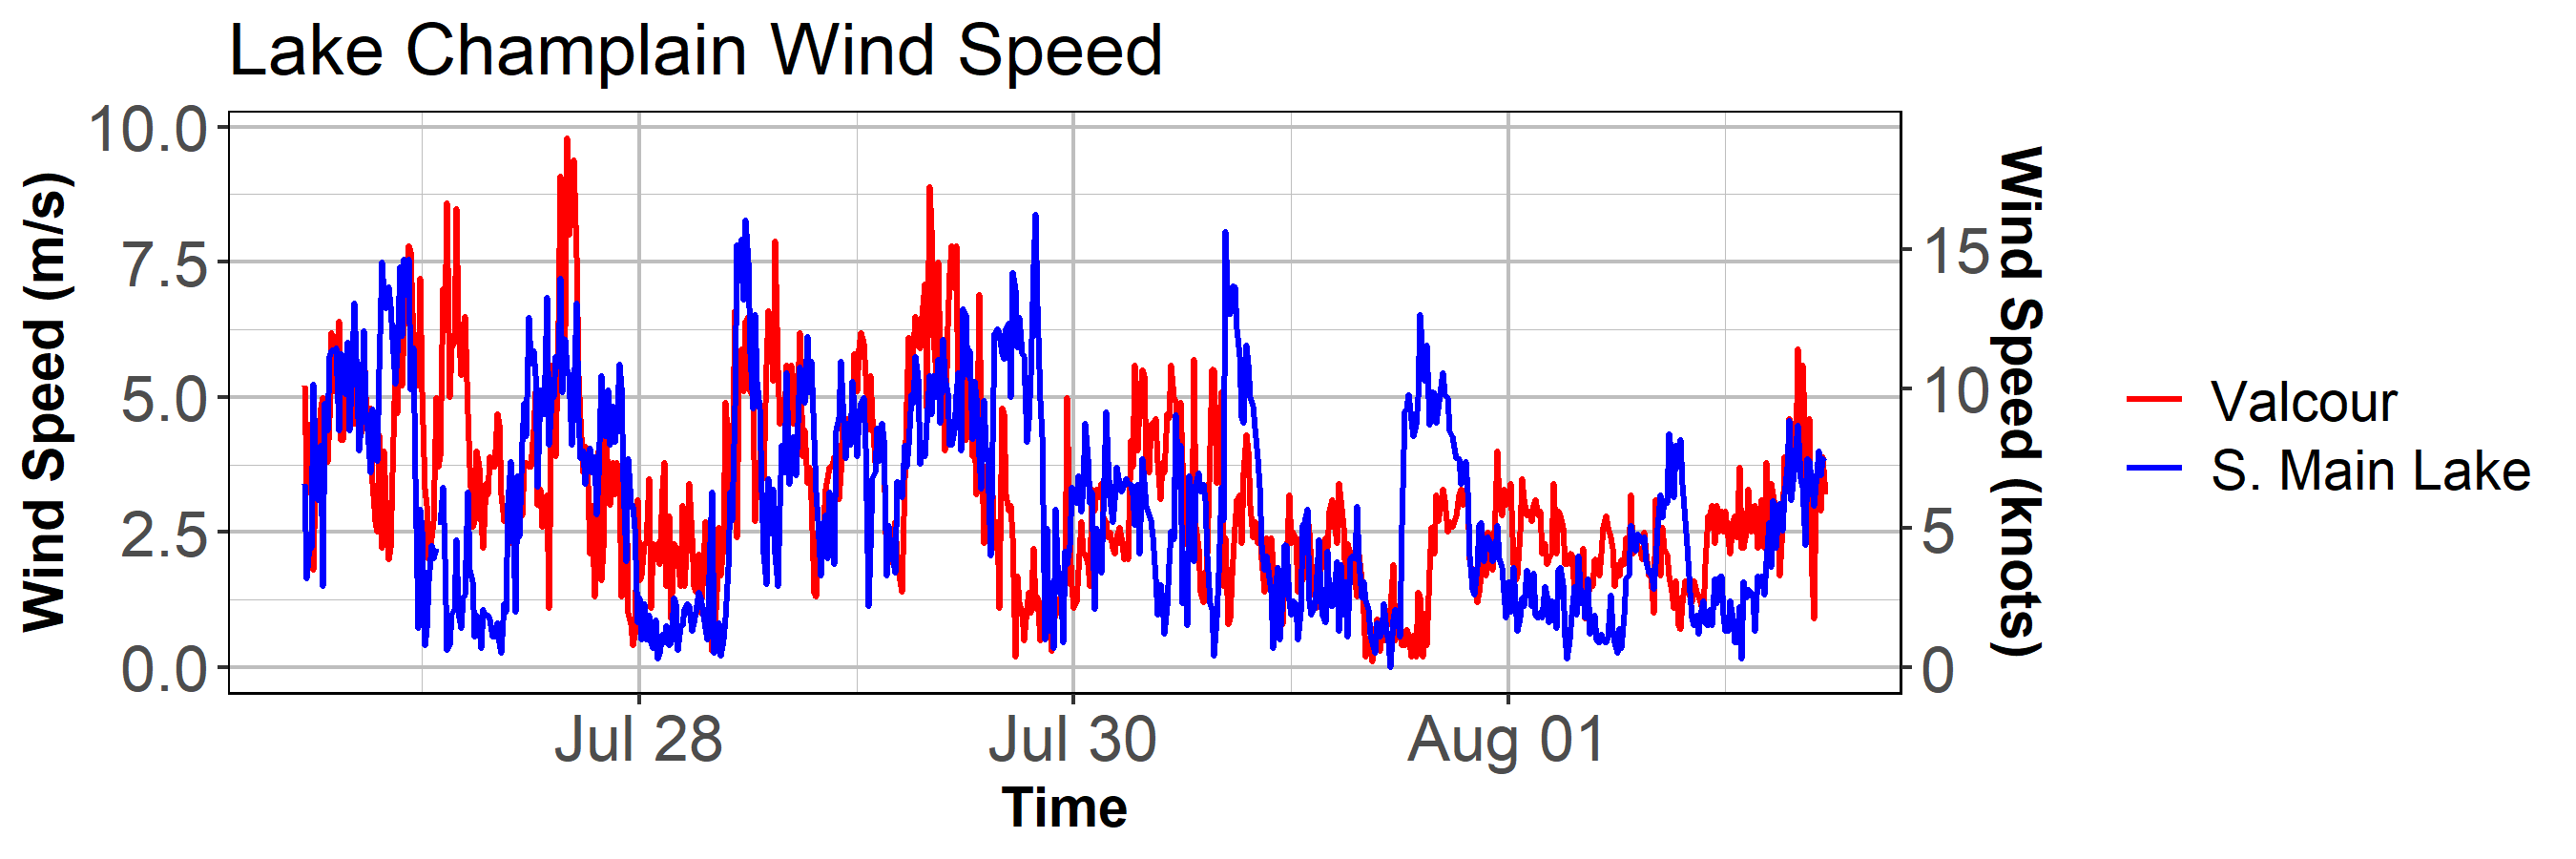 Lake Champlain Wind Speed
Wind Speed (m/s)
10.0
7.5
5.0
2.5
0.0
Jul 28
Jul 30
Aug 01
Time
15
10
5
0
Wind Speed (knots)
Valcour
S. Main Lake